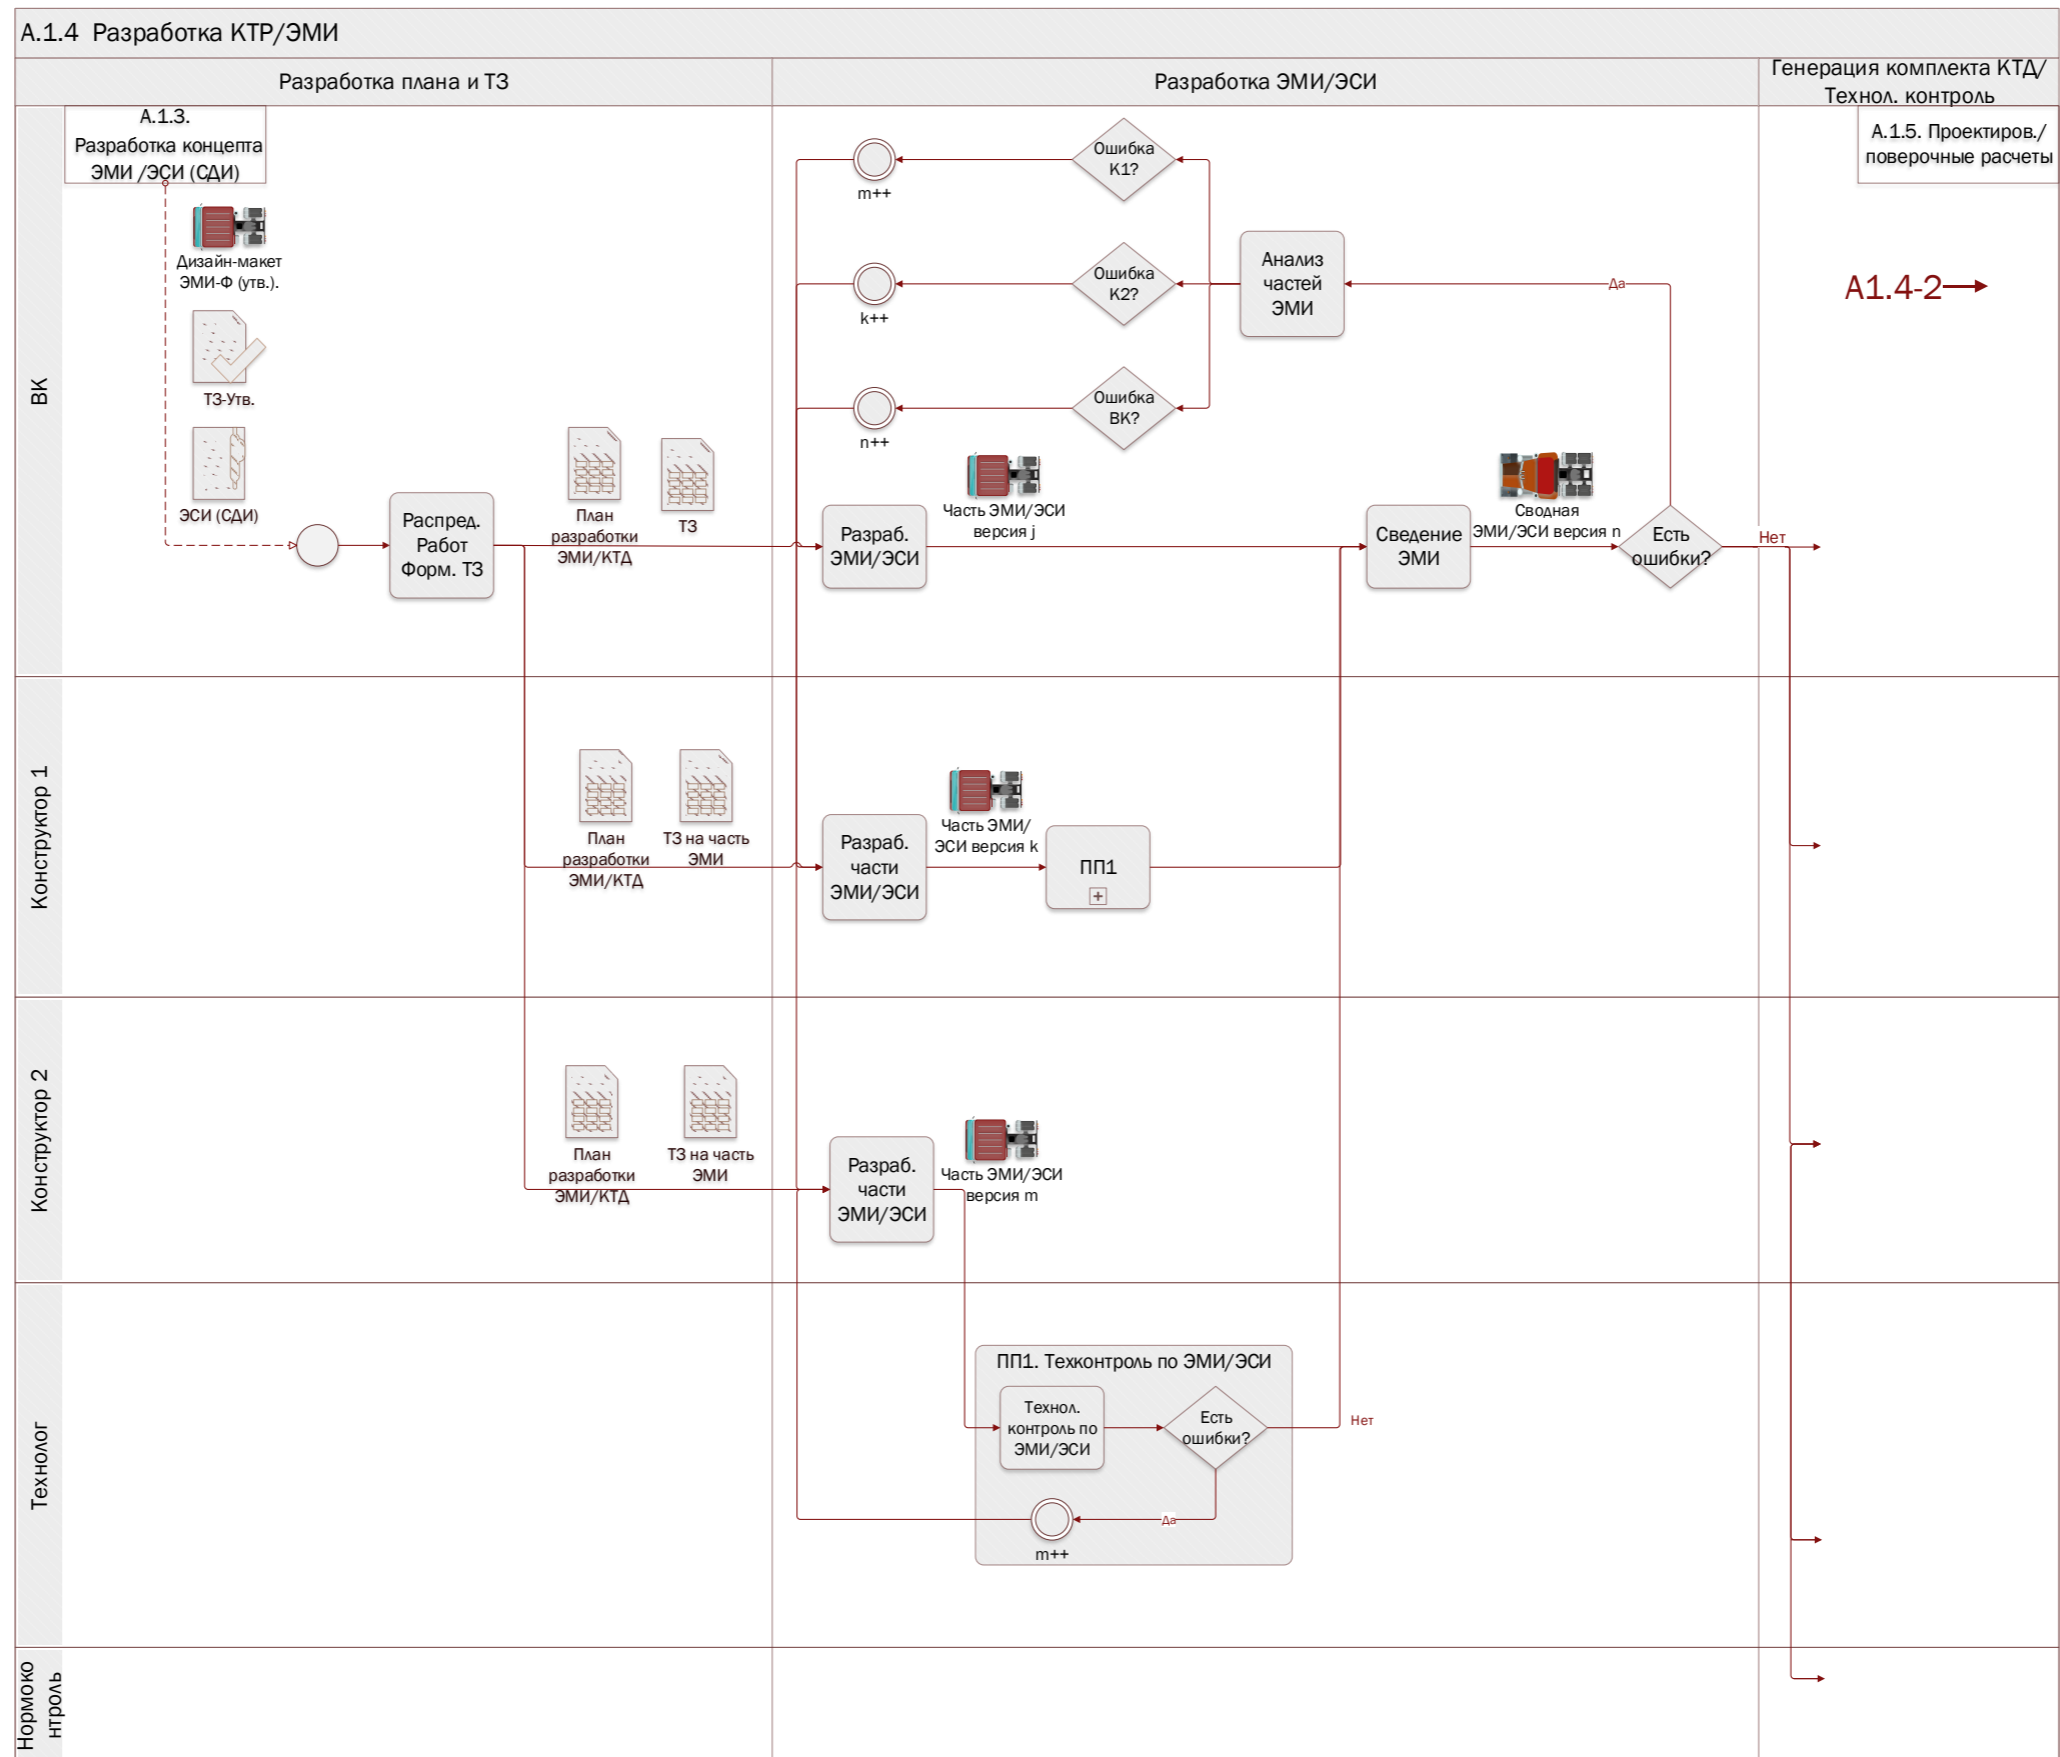 А.1.4 Разработка КТР/ЭМИ
Разработка плана и ТЗ
Разработка ЭМИ/ЭСИ
Генерация комплекта КТД/
Технол. контроль
ВК
А.1.3.
Разработка концепта
ЭМИ /ЭСИ (СДИ)
Дизайн-макет
ЭМИ-Ф (утв.).
ТЗ-Утв.
ЭСИ (СДИ)
Распред.
Работ
Форм. ТЗ
План
разработки
ЭМИ/КТД
ТЗ
m++
Ошибка
К1?
k++
Ошибка
К2?
n++
Ошибка
ВК?
Анализ
частей
ЭМИ
Да
Разраб.
ЭМИ/ЭСИ
Часть ЭМИ/ЭСИ
версия j
Сведение
ЭМИ
Сводная
ЭМИ/ЭСИ версия n
Есть
ошибки?
Нет
А.1.5. Проектиров./
поверочные расчеты
А1.4-2
Конструктор 1
План
разработки
ЭМИ/КТД
ТЗ на часть
ЭМИ
Разраб.
части
ЭМИ/ЭСИ
Часть ЭМИ/
ЭСИ версия k
ПП1
Конструктор 2
План
разработки
ЭМИ/КТД
ТЗ на часть
ЭМИ
Разраб.
части
ЭМИ/ЭСИ
Часть ЭМИ/ЭСИ
версия m
Технолог
ПП1. Техконтроль по ЭМИ/ЭСИ
Технол.
контроль по
ЭМИ/ЭСИ
Есть
ошибки?
Нет
Да
m++
Нормоко
нтроль